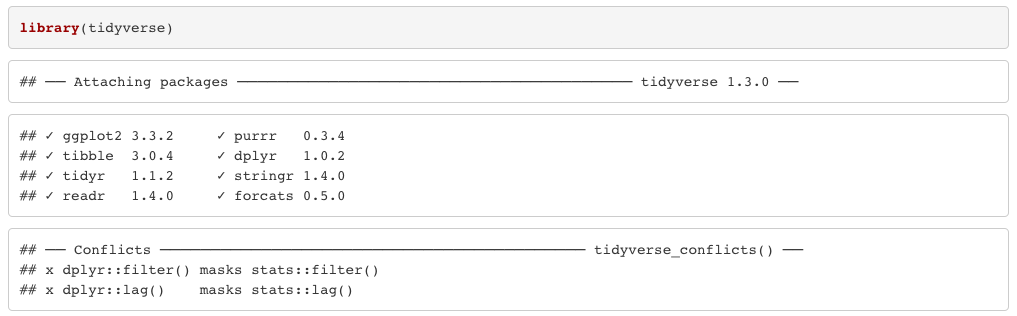 library(tidyverse)
## ── Attaching packages ─────────────────────────────────────── tidyverse 1.3.0 ──
## ✓ ggplot2 3.3.2     ✓ purrr   0.3.4
## ✓ tibble  3.0.4     ✓ dplyr   1.0.2
## ✓ tidyr   1.1.2     ✓ stringr 1.4.0
## ✓ readr   1.4.0     ✓ forcats 0.5.0
## ── Conflicts ────────────────────────────────────────── tidyverse_conflicts() ──
## x dplyr::filter() masks stats::filter()
## x dplyr::lag()    masks stats::lag()